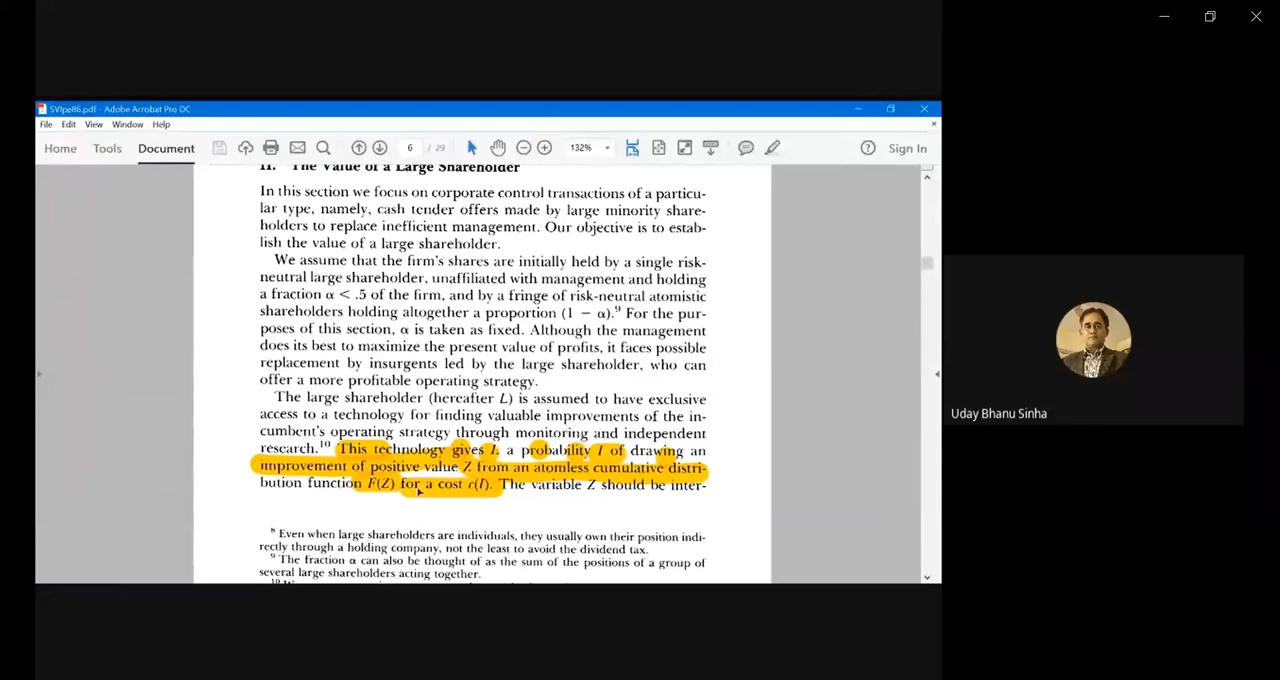 SVJpe86.pdf - Adobe Acrobat Pro DC
File Edit View Window Help
Home Tools Document 6 / 29 132% Sign In
II. The Value of a Large Shareholder
In this section we focus on corporate control transactions of a particu-
lar type, namely, cash tender offers made by large minority share-
holders to replace inefficient management. Our objective is to estab-
lish the value of a large shareholder.
We assume that the firm's shares are initially held by a single risk-
neutral large shareholder, unaffiliated with management and holding
a fraction α < .5 of the firm, and by a fringe of risk-neutral atomistic
shareholders holding altogether a proportion (1 − α).⁹ For the pur-
poses of this section, α is taken as fixed. Although the management
does its best to maximize the present value of profits, it faces possible
replacement by insurgents led by the large shareholder, who can
offer a more profitable operating strategy.
The large shareholder (hereafter L) is assumed to have exclusive
access to a technology for finding valuable improvements of the in-
cumbent's operating strategy through monitoring and independent
research.¹⁰ This technology gives L a probability I of drawing an
improvement of positive value Z from an atomless cumulative distri-
bution function F(Z) for a cost c(I). The variable Z should be inter-
⁸ Even when large shareholders are individuals, they usually own their position indi-
rectly through a holding company, not the least to avoid the dividend tax.
⁹ The fraction α can also be thought of as the sum of the positions of a group of
several large shareholders acting together.
Uday Bhanu Sinha